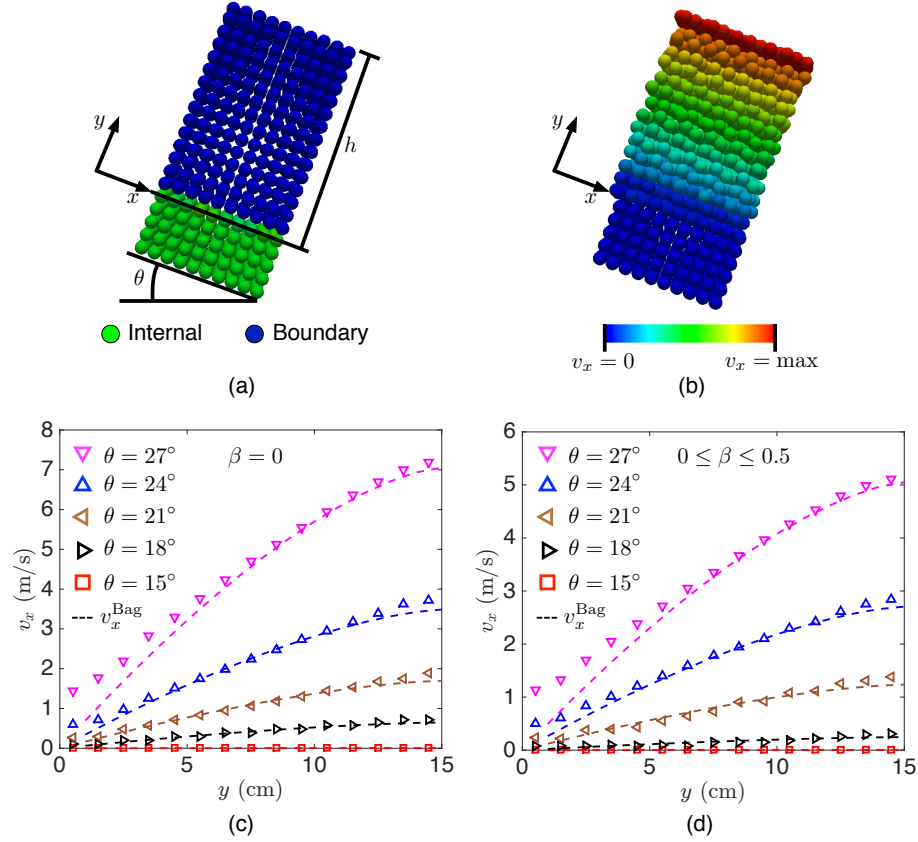 y
x
h
θ
Internal
Boundary
(a)
y
x
v_x = 0
v_x = max
(b)
8
7
6
5
4
3
2
1
0
v_x (m/s)
θ = 27°
θ = 24°
θ = 21°
θ = 18°
θ = 15°
v_x^Bag
β = 0
0 5 10 15
y (cm)
(c)
6
5
4
3
2
1
0
v_x (m/s)
θ = 27°
θ = 24°
θ = 21°
θ = 18°
θ = 15°
v_x^Bag
0 ≤ β ≤ 0.5
0 5 10 15
y (cm)
(d)